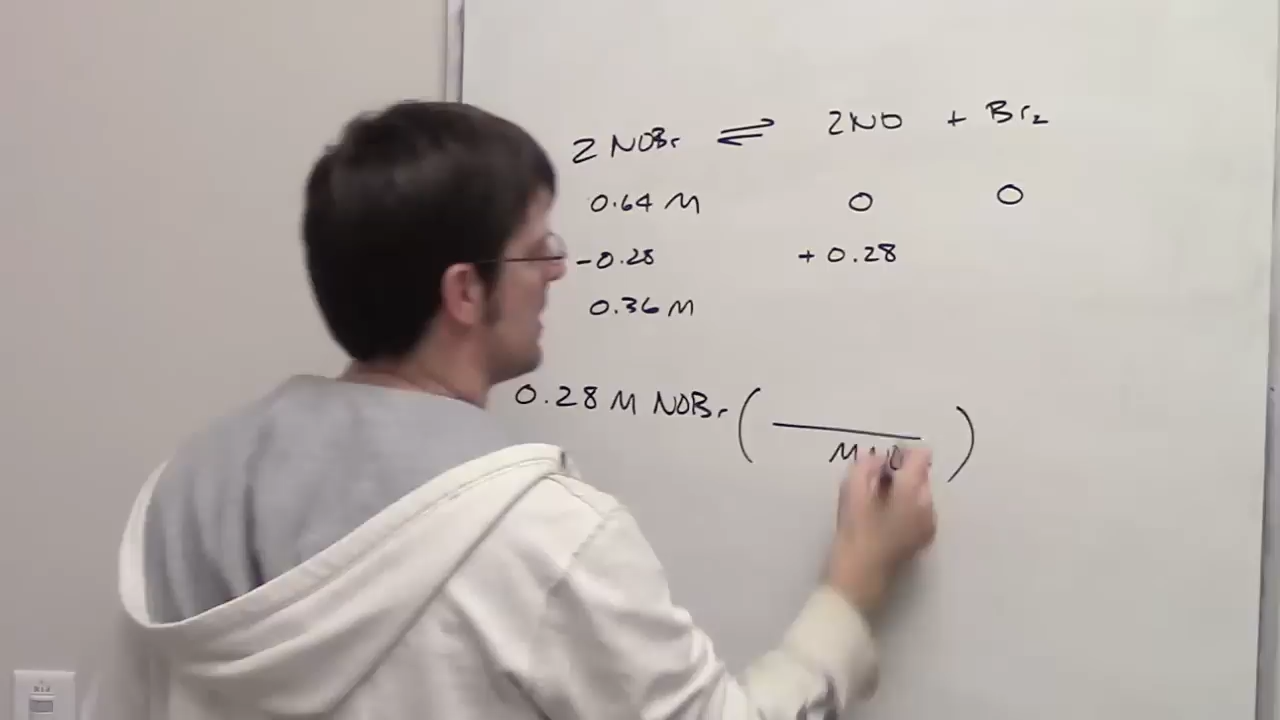 2 NOBr ⇌ 2NO + Br₂
0.64 M 0 0
-0.28 +0.28
0.36 M
0.28 M NOBr ( / M )